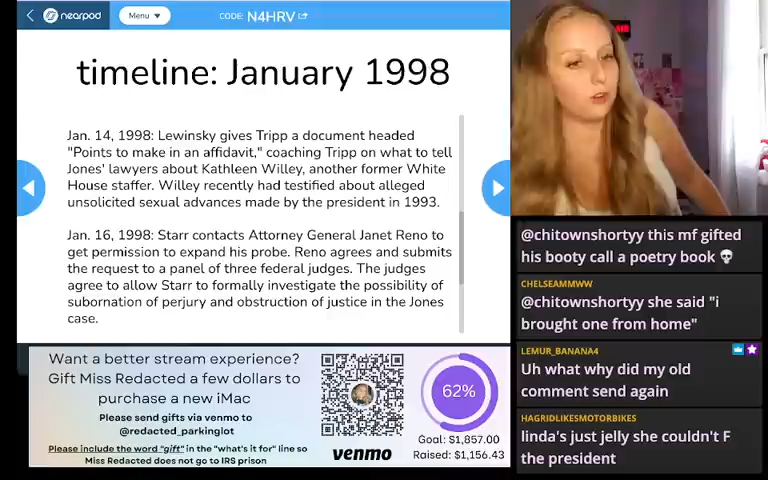 nearpod
Menu
CODE: N4HRV
timeline: January 1998
Jan. 14, 1998: Lewinsky gives Tripp a document headed
"Points to make in an affidavit," coaching Tripp on what to tell
Jones' lawyers about Kathleen Willey, another former White
House staffer. Willey recently had testified about alleged
unsolicited sexual advances made by the president in 1993.
Jan. 16, 1998: Starr contacts Attorney General Janet Reno to
get permission to expand his probe. Reno agrees and submits
the request to a panel of three federal judges. The judges
agree to allow Starr to formally investigate the possibility of
subornation of perjury and obstruction of justice in the Jones
case.
Want a better stream experience?
Gift Miss Redacted a few dollars to
purchase a new iMac
Please send gifts via venmo to
@redacted_parkinglot
Please include the word "gift" in the "what's it for" line so
Miss Redacted does not go to IRS prison
venmo
62%
Goal: $1,857.00
Raised: $1,156.43
@chitownshortyy this mf gifted
his booty call a poetry book 💀
CHELSEAMMWW
@chitownshortyy she said "i
brought one from home"
LEMUR_BANANA4
Uh what why did my old
comment send again
HAGRIDLIKESMOTORBIKES
linda's just jelly she couldn't F
the president